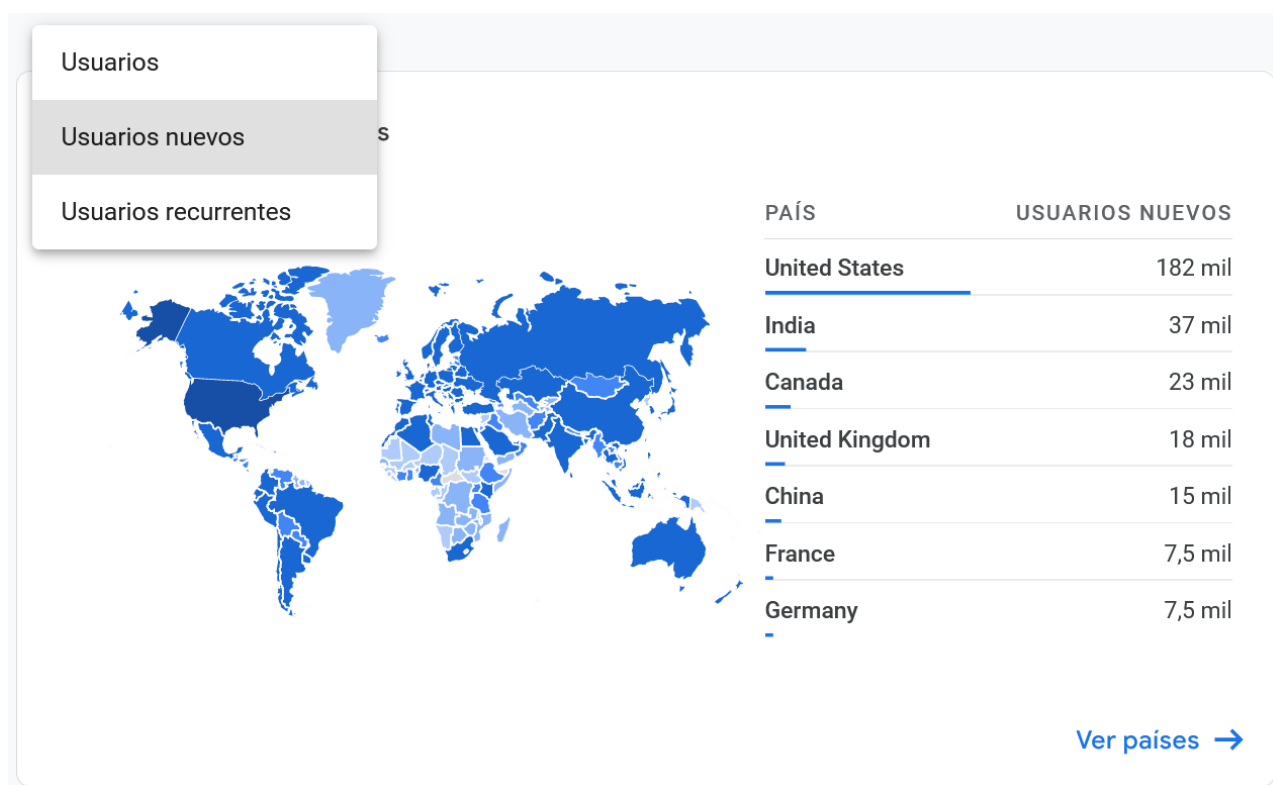 Usuarios
Usuarios nuevos
s
Usuarios recurrentes
PAÍS USUARIOS NUEVOS
United States 182 mil
India 37 mil
Canada 23 mil
United Kingdom 18 mil
China 15 mil
France 7,5 mil
Germany 7,5 mil
Ver países →